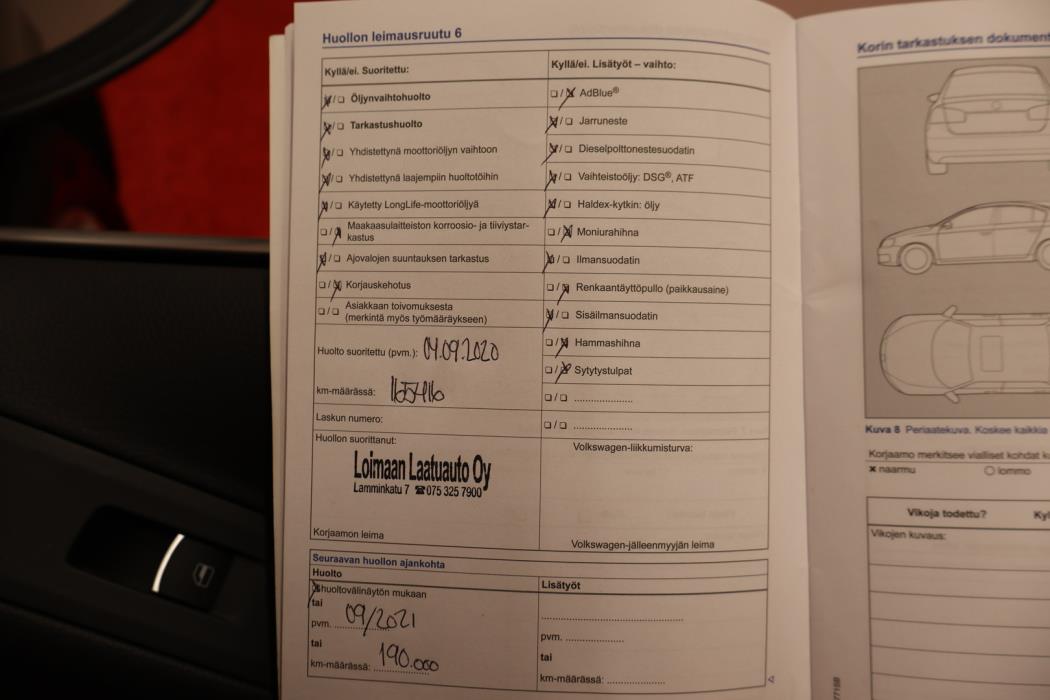 Huollon leimausruutu 6
Kyllä/ei. Suoritettu:
☒/☐ Öljynvaihtohuolto
☒/☐ Tarkastushuolto
☒/☐ Yhdistettynä moottoriöljyn vaihtoon
☒/☐ Yhdistettynä laajempiin huoltotöihin
☒/☐ Käytetty LongLife-moottoriöljyä
☐/☒ Maakaasulaitteiston korroosio- ja tiiviystar-
kastus
☒/☐ Ajovalojen suuntauksen tarkastus
☐/☒ Korjauskehotus
☐/☐ Asiakkaan toivomuksesta
(merkintä myös työmääräykseen)
Huolto suoritettu (pvm.): 04.09.2020
km-määrässä: 165416
Laskun numero:
Huollon suorittanut:
Loimaan Laatuauto Oy
Lamminkatu 7 ☎075 325 7900
Korjaamon leima
Kyllä/ei. Lisätyöt – vaihto:
☐/☒ AdBlue®
☒/☐ Jarruneste
☒/☐ Dieselpolttonestesuodatin
☒/☐ Vaihteistoöljy: DSG®, ATF
☒/☐ Haldex-kytkin: öljy
☐/☒ Moniurahihna
☒/☐ Ilmansuodatin
☐/☒ Renkaantäyttöpullo (paikkausaine)
☒/☐ Sisäilmansuodatin
☐/☒ Hammashihna
☐/☒ Sytytystulpat
☐/☐ .....................
☐/☐ .....................
Volkswagen-liikkumisturva:
Volkswagen-jälleenmyyjän leima
Seuraavan huollon ajankohta
Huolto
☒huoltovälinäytön mukaan
tai
pvm. 09/2021
tai
km-määrässä: 190.000
Lisätyöt
pvm. .....................
tai
km-määrässä: .....................
Korin tarkastuksen dokument
Kuva 8 Periaatekuva. Koskee kaikkia
Korjaamo merkitsee vialliset kohdat
× naarmu ○ lommo
Vikoja todettu? Kyl
Vikojen kuvaus: